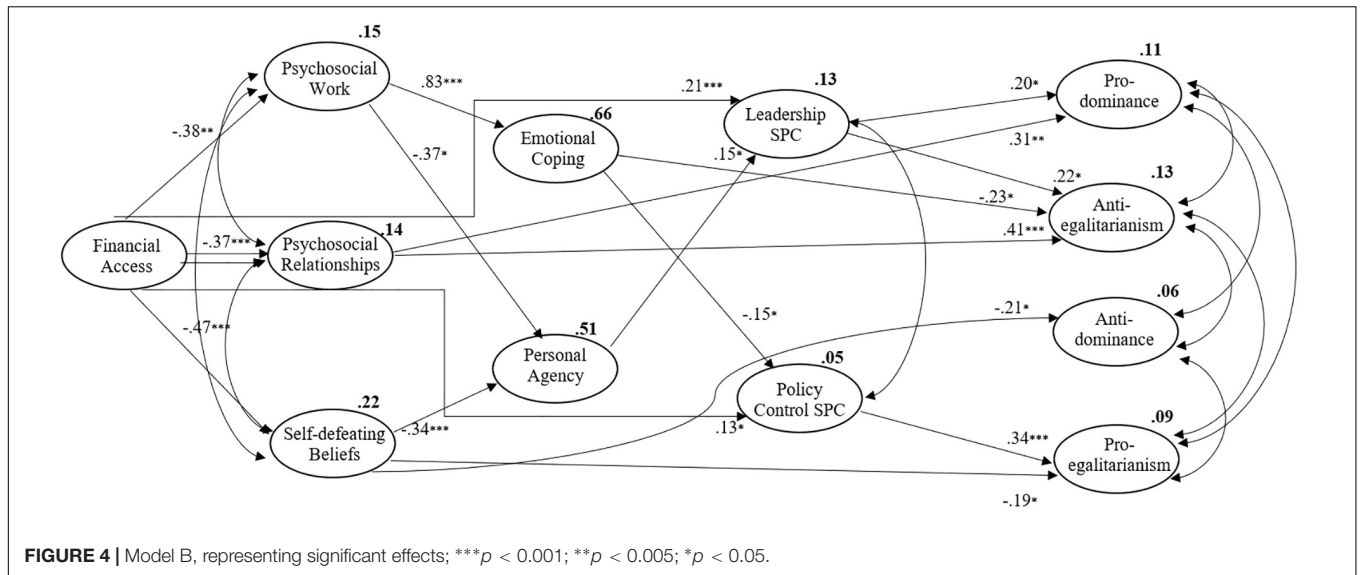 .15
Psychosocial
Work
.83***
-.38**
-.37*
.66
Emotional
Coping
.21***
.13
Leadership
SPC
.15*
.20*
.31**
.11
Pro-
dominance
.22*
-.23*
.13
Anti-
egalitarianism
.41***
Financial
Access
-.37***
.14
Psychosocial
Relationships
-.47***
.22
Self-defeating
Beliefs
-.34***
.51
Personal
Agency
-.15*
.05
Policy
Control SPC
.13*
-.21*
.06
Anti-
dominance
.34***
.09
Pro-
egalitarianism
-.19*
FIGURE 4 | Model B, representing significant effects; ***p < 0.001; **p < 0.005; *p < 0.05.